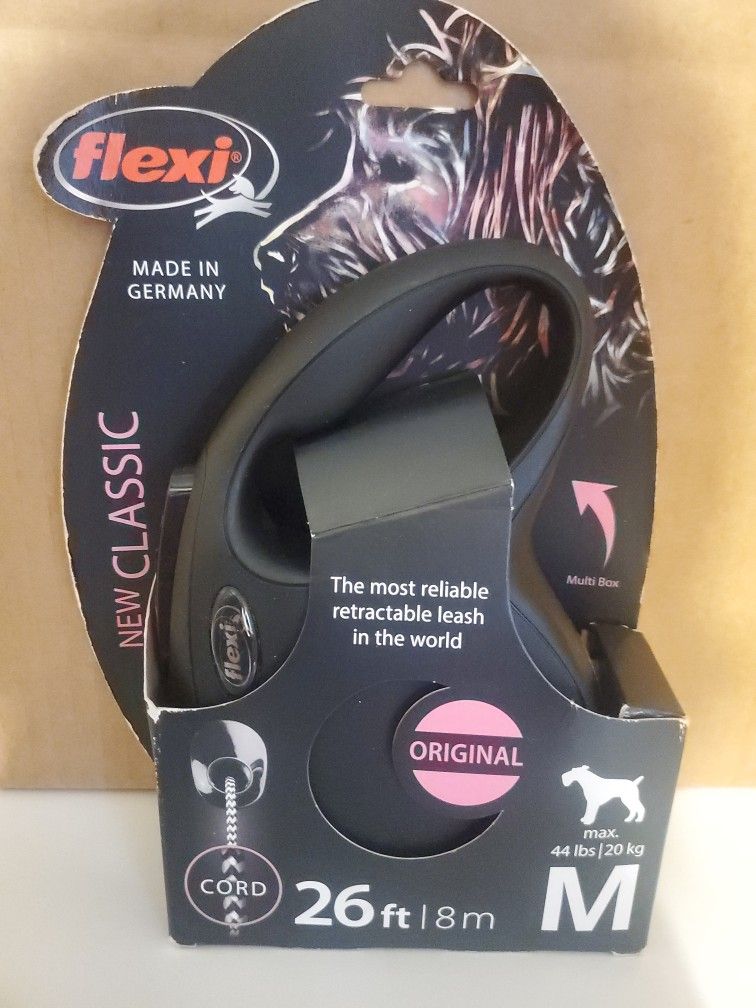 flexi®
MADE IN
GERMANY
NEW CLASSIC
Multi Box
The most reliable
retractable leash
in the world
flexi
ORIGINAL
max.
44 lbs|20 kg
CORD
26 ft | 8 m
M